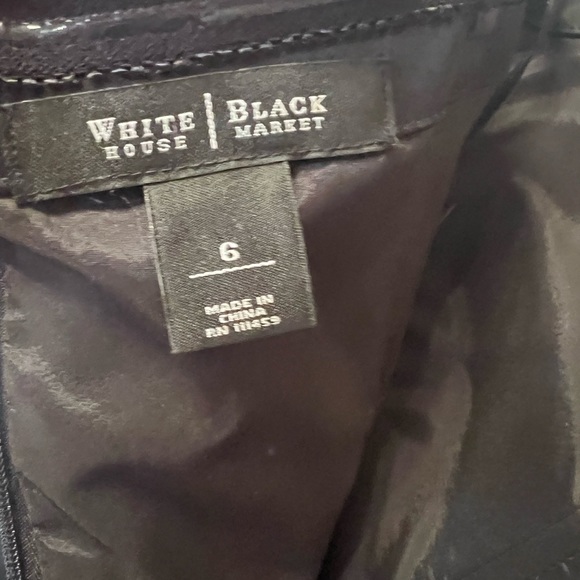 WHITE | BLACK
HOUSE | MARKET
6
MADE IN
CHINA
RN 111459